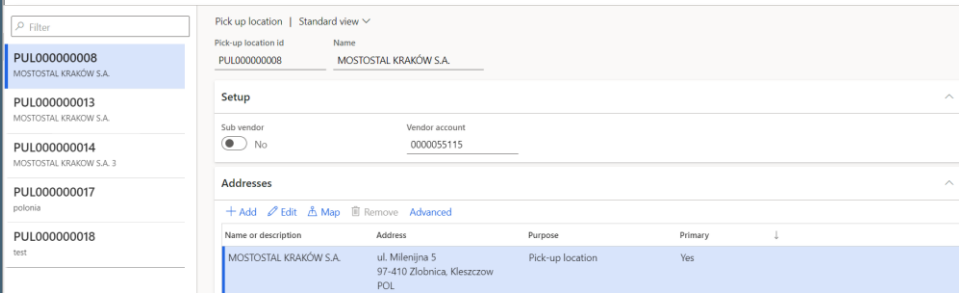 Filter
PUL000000008
MOSTOSTAL KRAKÓW S.A.
PUL000000013
MOSTOSTAL KRAKOW S.A.
PUL000000014
MOSTOSTAL KRAKOW S.A. 3
PUL000000017
polonia
PUL000000018
test
Pick up location | Standard view
Pick-up location id Name
PUL000000008 MOSTOSTAL KRAKÓW S.A.
Setup
Sub vendor Vendor account
No 0000055115
Addresses
Add Edit Map Remove Advanced
Name or description Address Purpose Primary
MOSTOSTAL KRAKÓW S.A. ul. Milenijna 5 Pick-up location Yes
97-410 Zlobnica, Kleszczow
POL